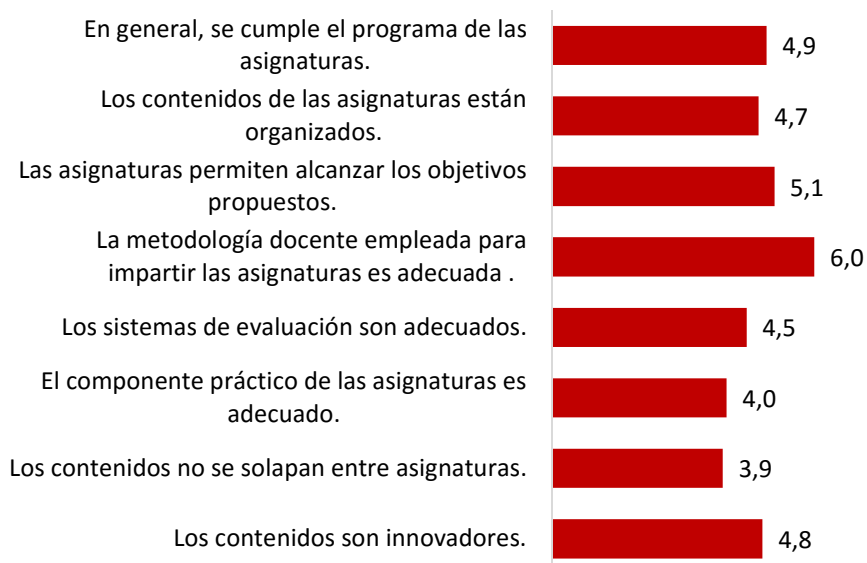 En general, se cumple el programa de las
asignaturas.
4,9
Los contenidos de las asignaturas están
organizados.
4,7
Las asignaturas permiten alcanzar los objetivos
propuestos.
5,1
La metodología docente empleada para
impartir las asignaturas es adecuada .
6,0
Los sistemas de evaluación son adecuados.
4,5
El componente práctico de las asignaturas es
adecuado.
4,0
Los contenidos no se solapan entre asignaturas.
3,9
Los contenidos son innovadores.
4,8